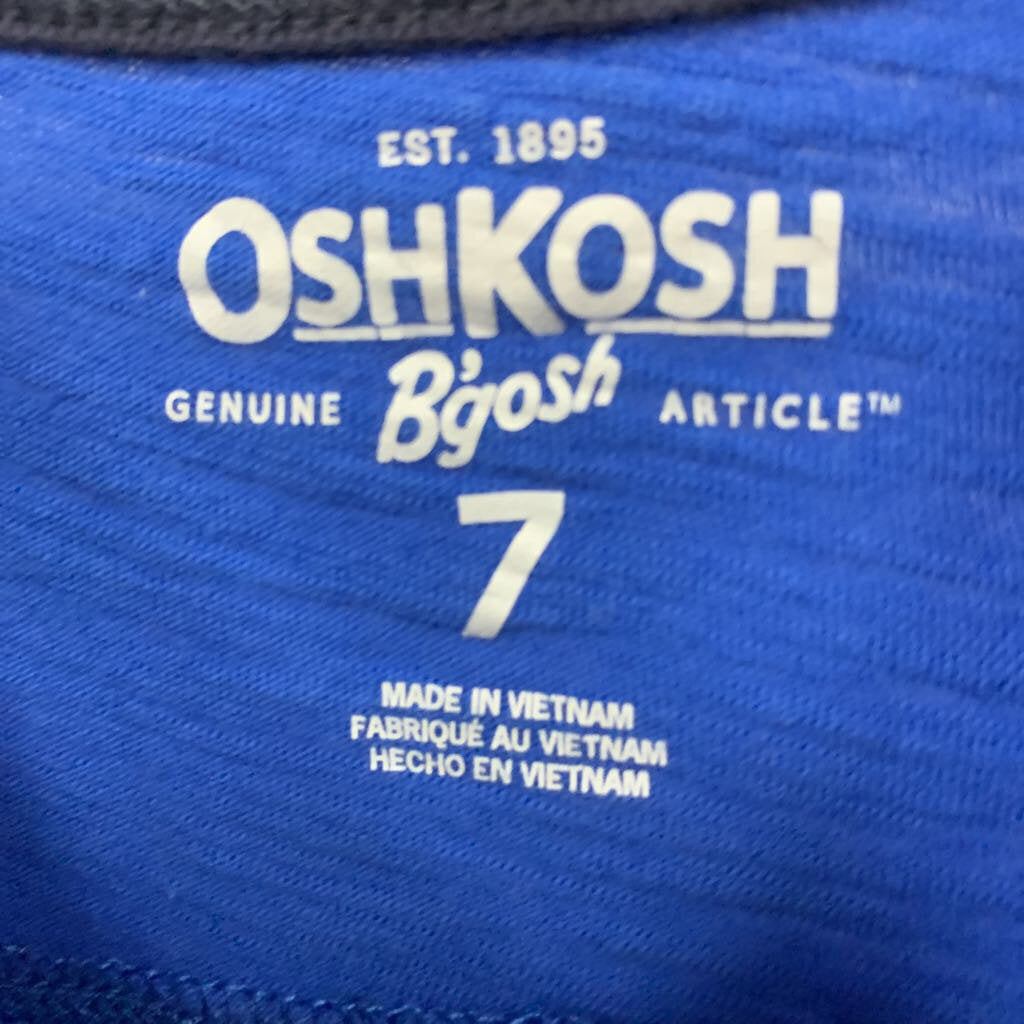 EST. 1895
OSHKOSH
GENUINE B'gosh ARTICLE™
7
MADE IN VIETNAM
FABRIQUÉ AU VIETNAM
HECHO EN VIETNAM